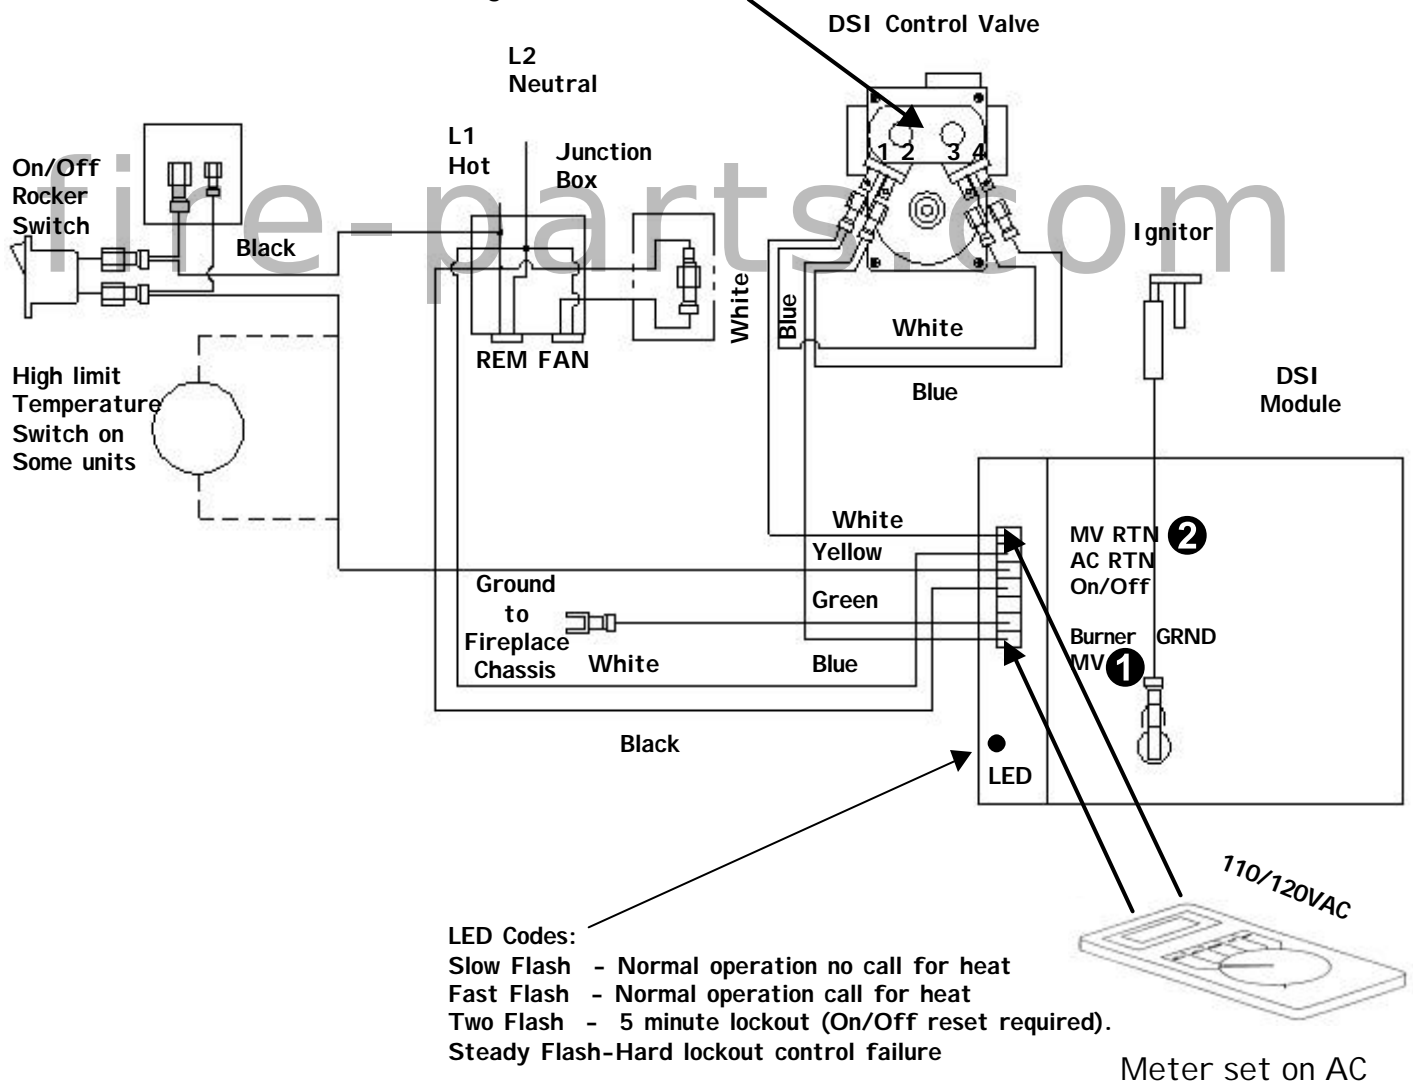 DSI Control Valve
L2
Neutral
L1
Hot
Junction
Box
On/Off
Rocker
Switch
fire-parts.com
1 2 3 4
Black
Ignitor
White
Blue
White
REM FAN
Blue
High limit
Temperature
Switch on
Some units
DSI
Module
White
Yellow
MV RTN 2
AC RTN
On/Off
Ground
to
Fireplace
Chassis
Green
Burner GRND
MV 1
White
Blue
Black
LED
110/120VAC
LED Codes:
Slow Flash - Normal operation no call for heat
Fast Flash - Normal operation call for heat
Two Flash - 5 minute lockout (On/Off reset required).
Steady Flash-Hard lockout control failure
Meter set on AC